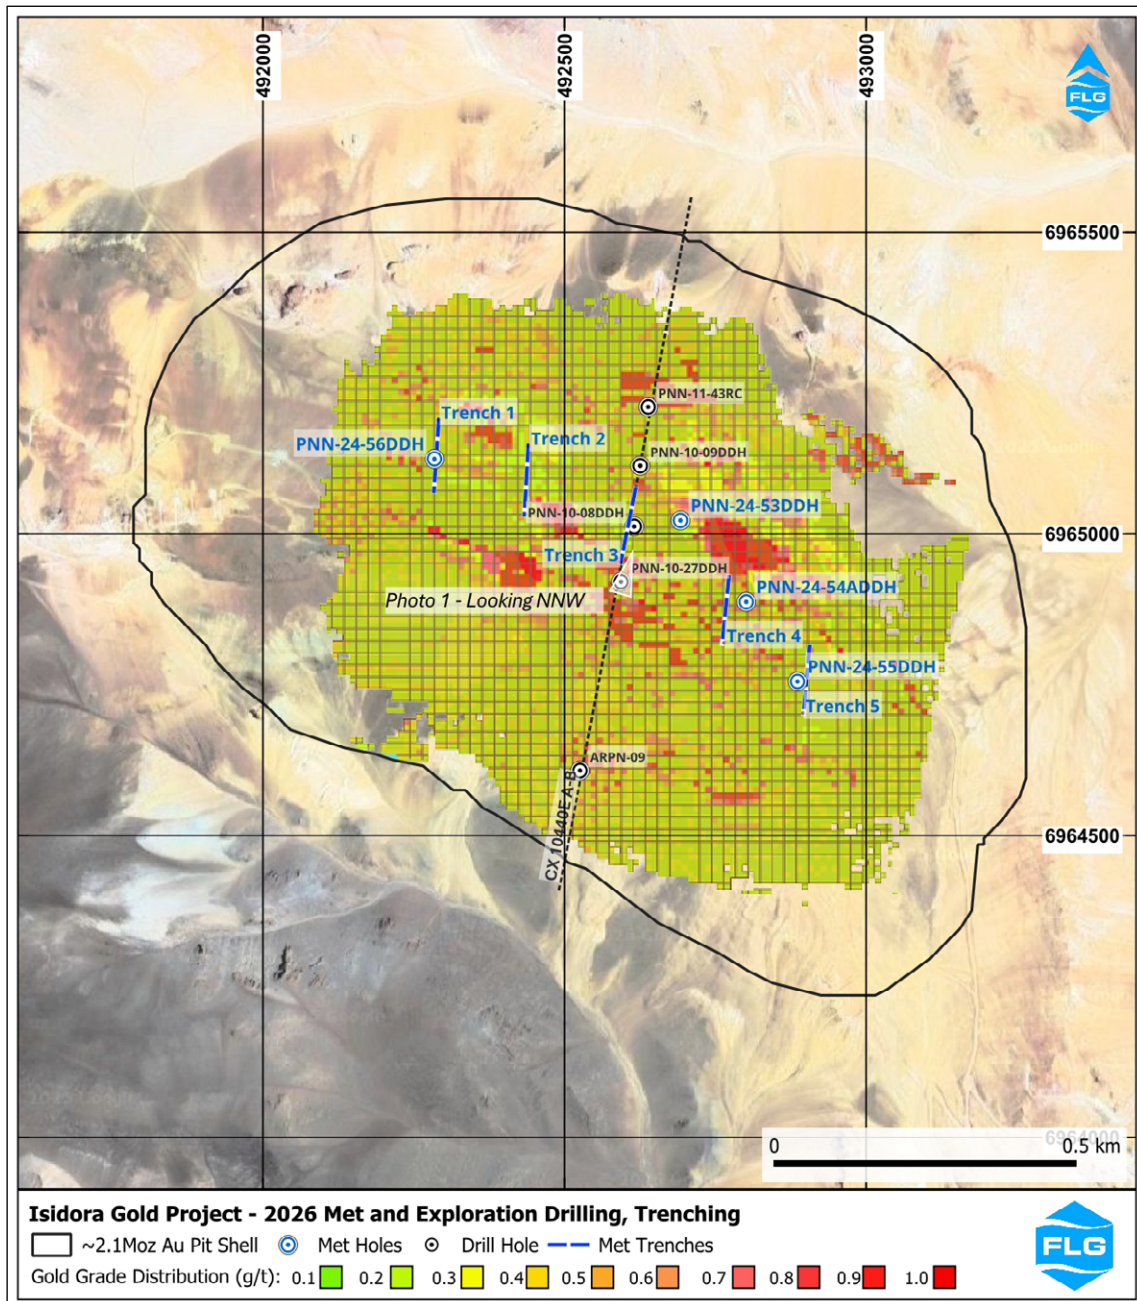 492000
492500
493000
FLG
6965500
PNN-11-43RC
Trench 1
PNN-24-56DDH
Trench 2
PNN-10-09DDH
PNN-24-53DDH
PNN-10-08DDH
6965000
Trench 3
PNN-10-27DDH
Photo 1 - Looking NNW
PNN-24-54ADDH
Trench 4
PNN-24-55DDH
Trench 5
ARPN-09
CX 10440E A-B
6964500
6964000
0 0.5 km
Isidora Gold Project - 2026 Met and Exploration Drilling, Trenching
~2.1Moz Au Pit Shell Met Holes Drill Hole Met Trenches
Gold Grade Distribution (g/t): 0.1 0.2 0.3 0.4 0.5 0.6 0.7 0.8 0.9 1.0
FLG